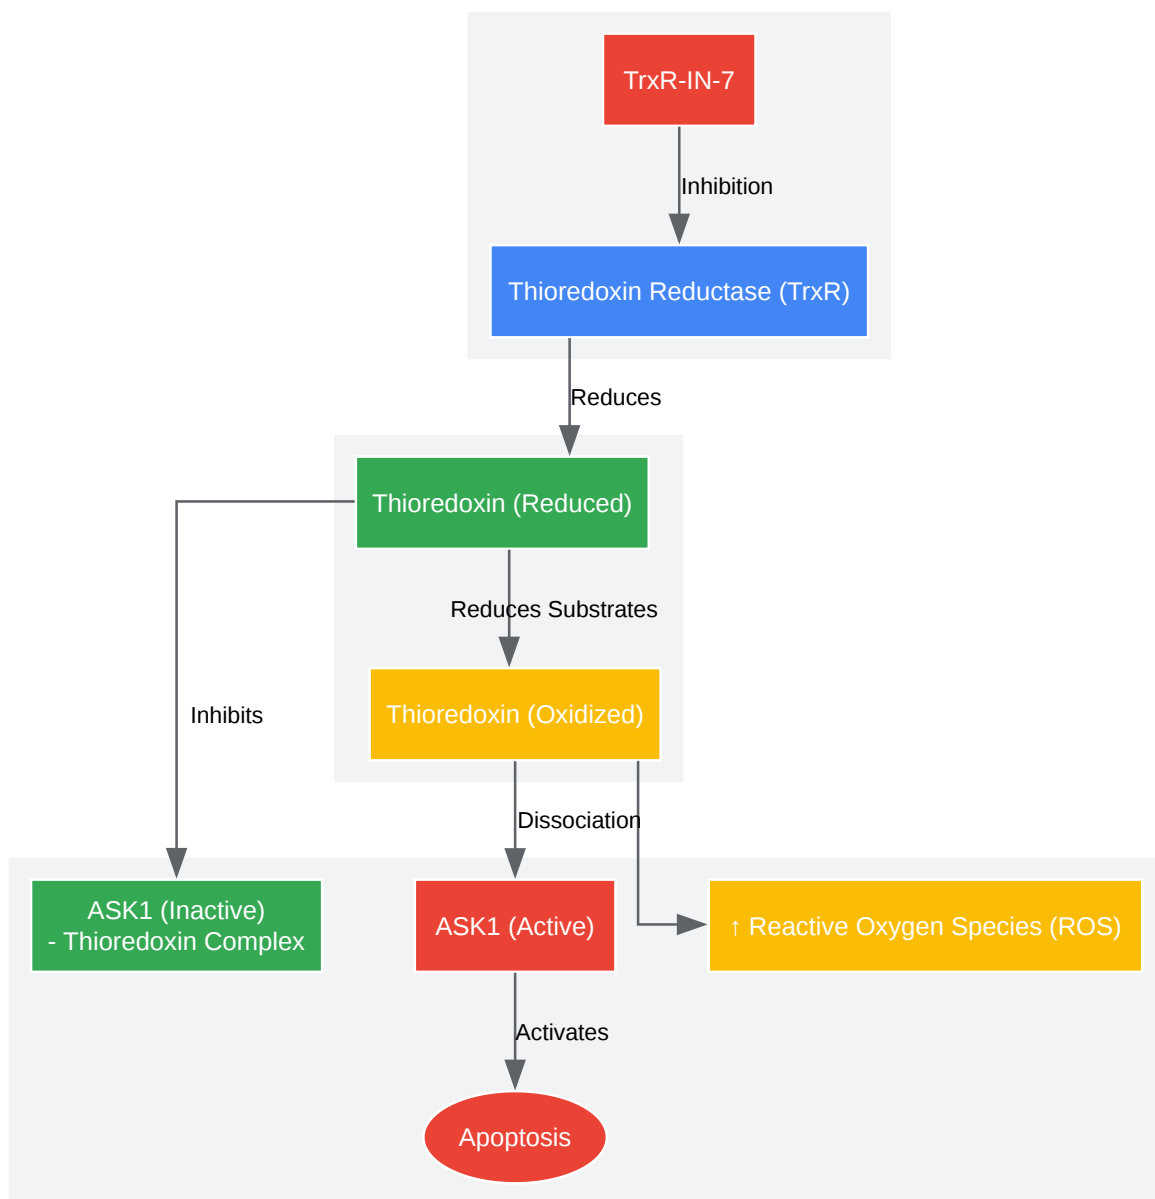 TrxR-IN-7
Inhibition
Thioredoxin Reductase (TrxR)
Reduces
Thioredoxin (Reduced)
Reduces Substrates
Thioredoxin (Oxidized)
Inhibits
Dissociation
ASK1 (Inactive)
- Thioredoxin Complex
ASK1 (Active)
↑ Reactive Oxygen Species (ROS)
Activates
Apoptosis